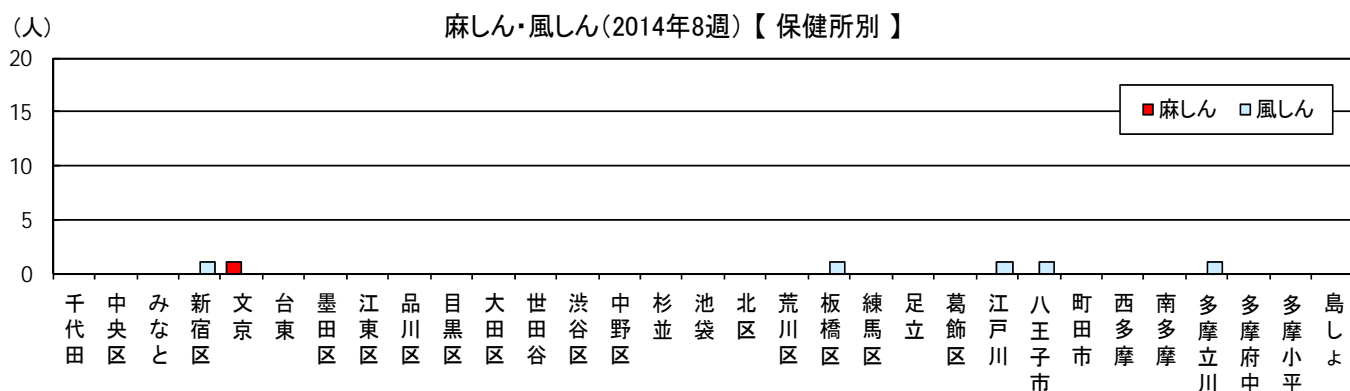 (人)
麻しん・風しん(2014年8週)【 保健所別 】
20
15
10
5
0
麻しん 風しん
千代田
中央区
みなと
新宿区
文京
台東
墨田区
江東区
品川区
目黒区
大田区
世田谷
渋谷区
中野区
杉並
池袋
北区
荒川区
板橋区
練馬区
足立
葛飾区
江戸川
八王子市
町田市
西多摩
南多摩
多摩立川
多摩府中
多摩小平
島しょ